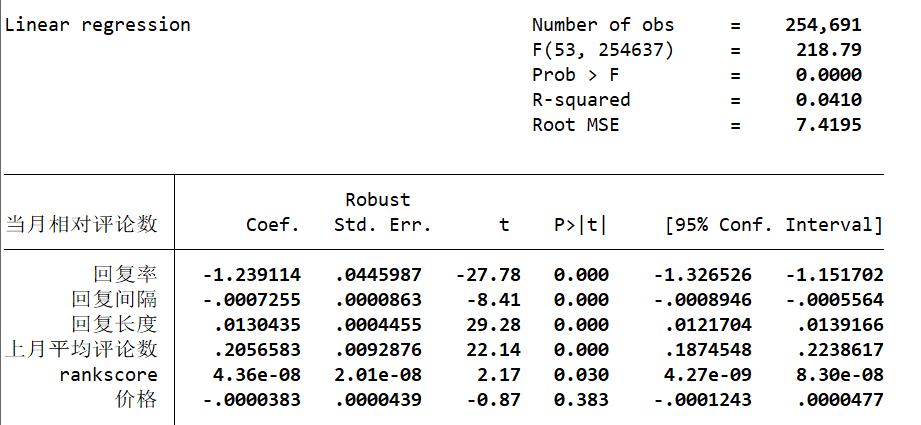 Linear regression Number of obs = 254,691
F(53, 254637) = 218.79
Prob > F = 0.0000
R-squared = 0.0410
Root MSE = 7.4195
Robust
当月相对评论数 Coef. Std. Err. t P>|t| [95% Conf. Interval]
回复率 -1.239114 .0445987 -27.78 0.000 -1.326526 -1.151702
回复间隔 -.0007255 .0000863 -8.41 0.000 -.0008946 -.0005564
回复长度 .0130435 .0004455 29.28 0.000 .0121704 .0139166
上月平均评论数 .2056583 .0092876 22.14 0.000 .1874548 .2238617
rankscore 4.36e-08 2.01e-08 2.17 0.030 4.27e-09 8.30e-08
价格 -.0000383 .0000439 -0.87 0.383 -.0001243 .0000477